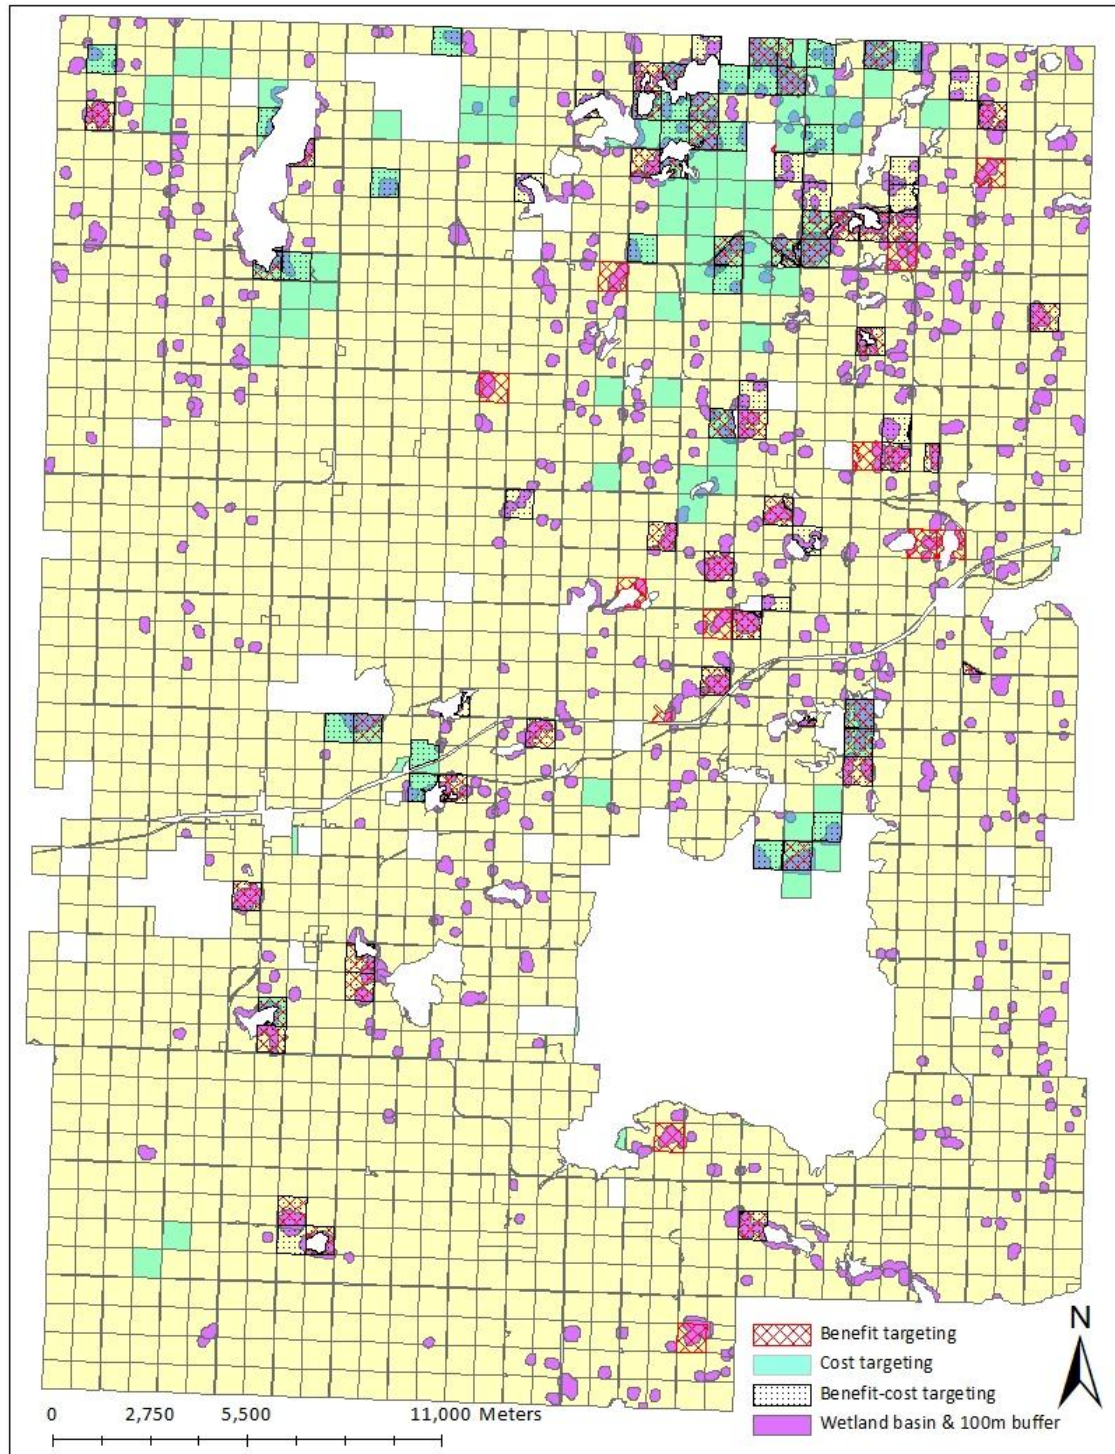 N
Benefit targeting
Cost targeting
Benefit-cost targeting
Wetland basin & 100m buffer
0 2,750 5,500 11,000 Meters